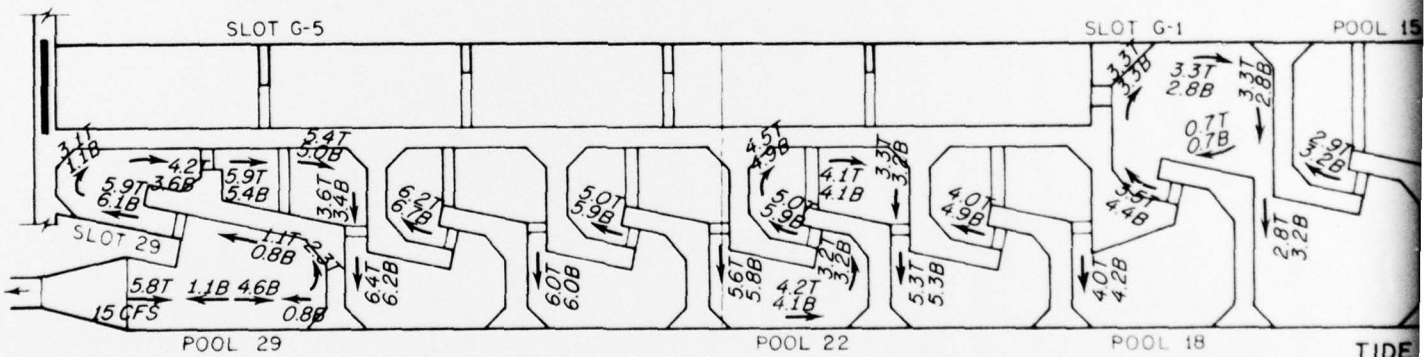 SLOT G-5
SLOT G-1
POOL 15
3.1T
1.1B
4.2T
3.6B
5.9T
5.4B
5.4T
5.0B
5.9T
6.1B
SLOT 29
3.6T
3.4B
6.2T
6.7B
5.0T
5.9B
4.5T
4.9B
4.1T
4.1B
3.3T
3.2B
5.0T
5.9B
4.0T
4.9B
3.3T
3.3B
3.3T
2.8B
3.3T
2.8B
0.7T
0.7B
3.5T
4.4B
1.1T
0.8B
2.3
5.8T
1.1B
4.6B
0.8B
15 CFS
6.4T
6.2B
6.0T
6.0B
5.6T
5.8B
3.2T
3.2B
4.2T
4.1B
5.3T
5.3B
4.0T
4.2B
2.8T
3.2B
POOL 29
POOL 22
POOL 18
TIDE